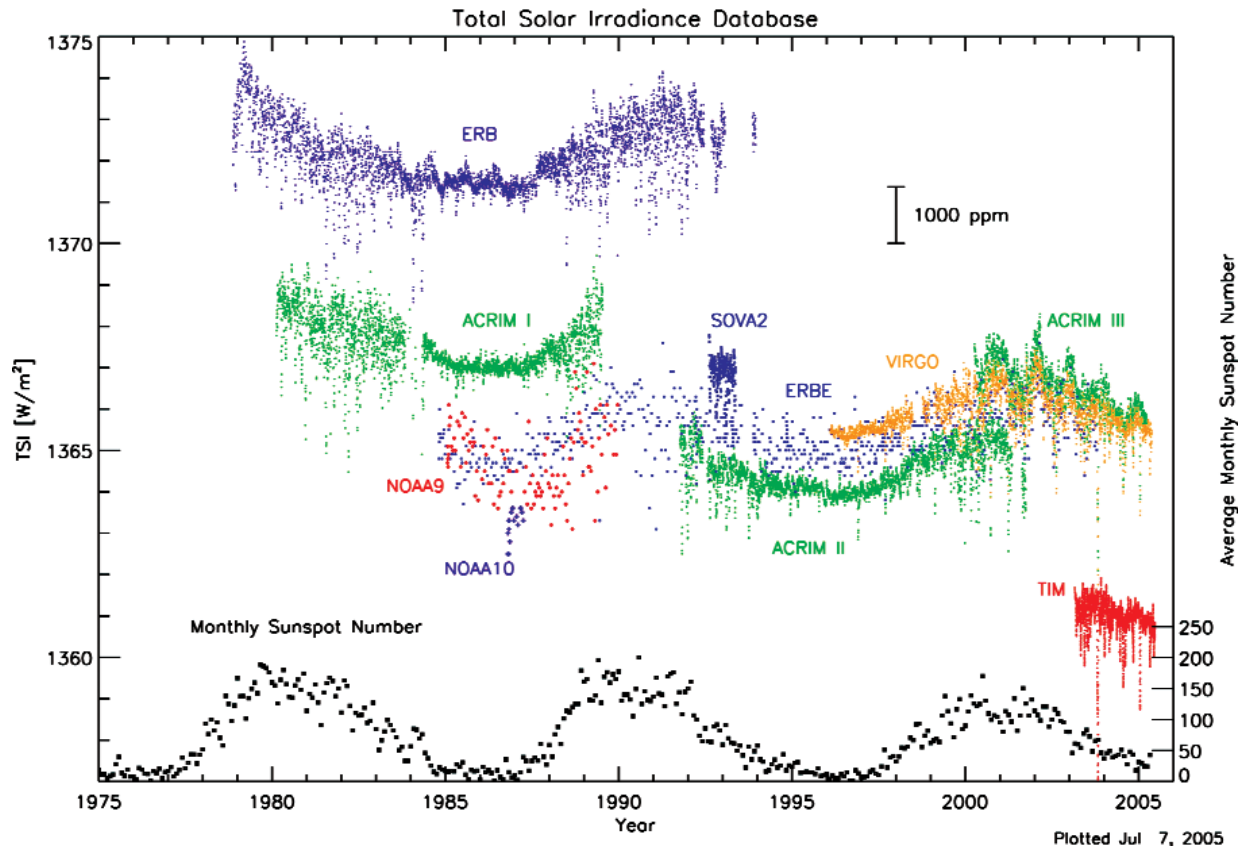 Total Solar Irradiance Database
1375
ERB
1000 ppm
1370
ACRIM I
SOVA2
ACRIM III
VIRGO
ERBE
TSI [W/m²]
1365
NOAA9
ACRIM II
NOAA10
TIM
Average Monthly Sunspot Number
Monthly Sunspot Number
250
1360
200
150
100
50
0
1975
1980
1985
1990
1995
2000
2005
Year
Plotted Jul 7, 2005